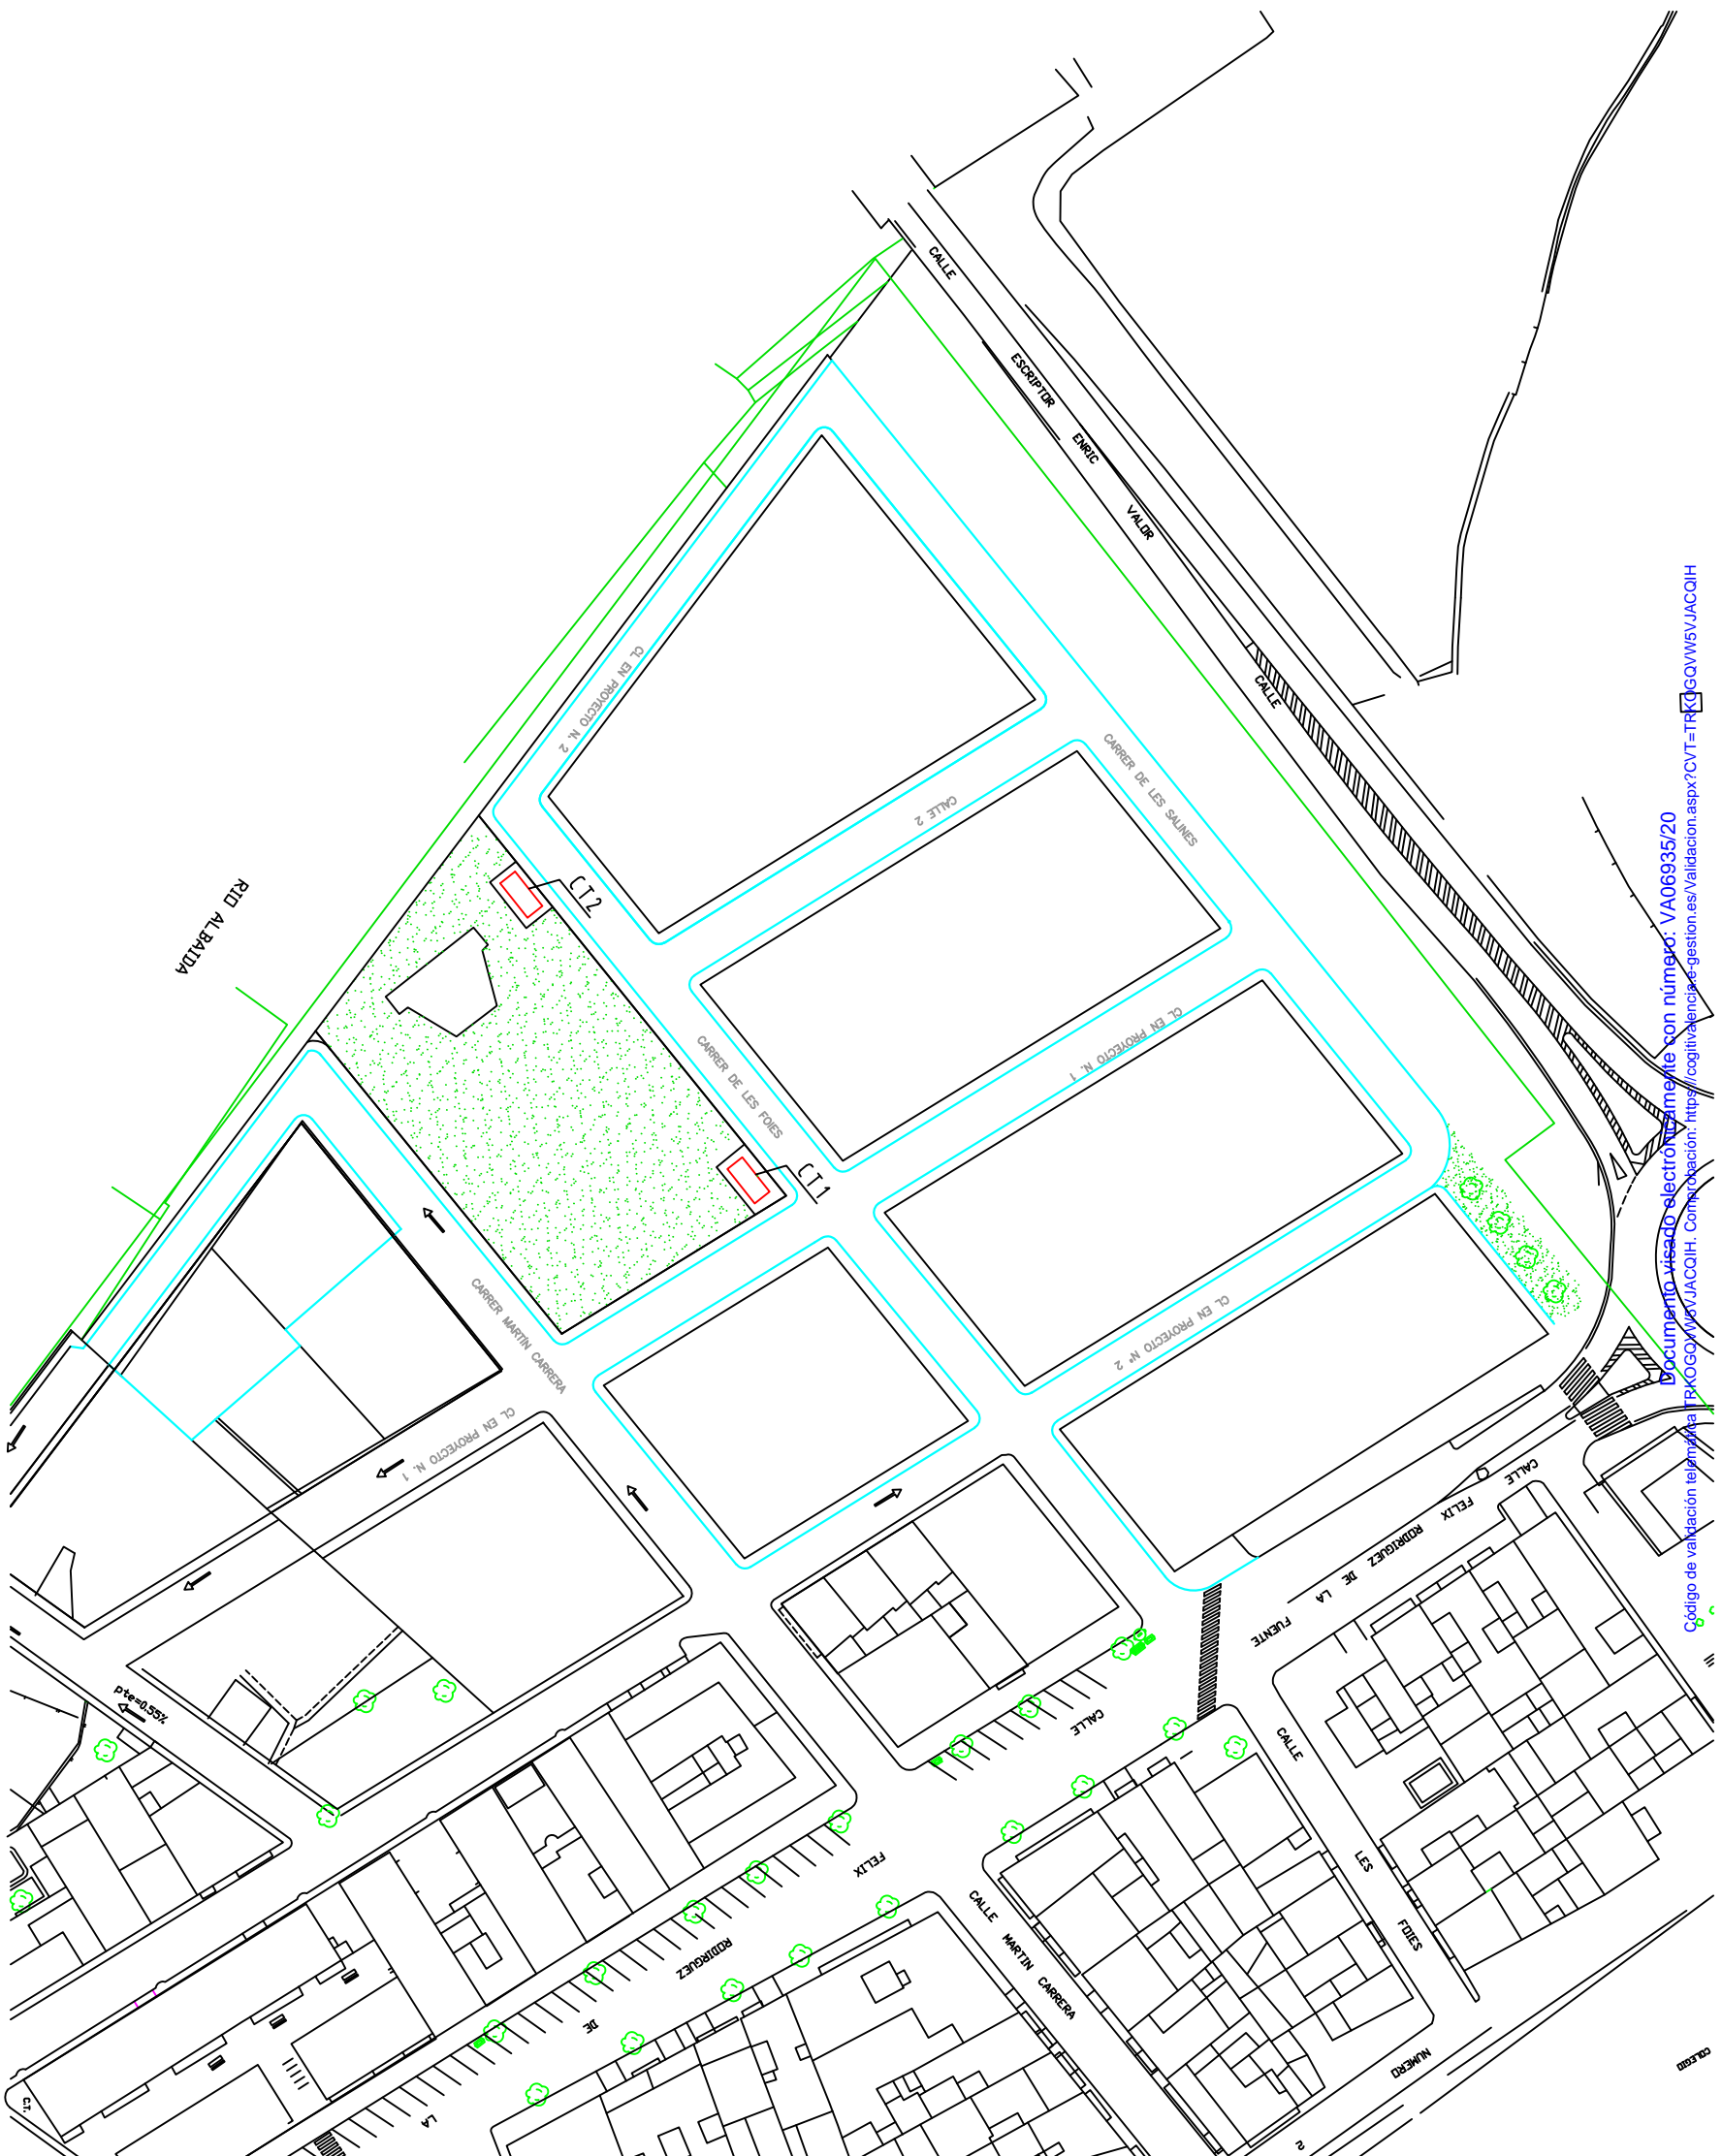 CALLE
ESCRIPTOR
ENRIC
VALOR
CALLE
CL EN PROYECTO N. 2
CALLE 2
CARRER DE LES SALINES
RIO ALBAIDA
CT2
CARRER DE LES FOIES
CL EN PROYECTO N. 1
CT1
CARRER MARTIN CARRERA
CL EN PROYECTO N. 1
CL EN PROYECTO Nº 2
CALLE
FELIX
RODRIGUEZ
DE
LA
FUENTE
pte=0.55%
CALLE
FELIX
RODIRGUEZ
DE
LA
CALLE
LES
FOIES
CALLE
MARTIN CARRERA
NUMERO
2
COLEGIO
C.T.
Documento visado electrónicamente con número: VA06935/20
Código de validación telemática TRKOGQVW5VJACQIH. Comprobación: https://cogitivalencia.e-gestion.es/Validacion.aspx?CVT=TRKOGQVW5VJACQIH